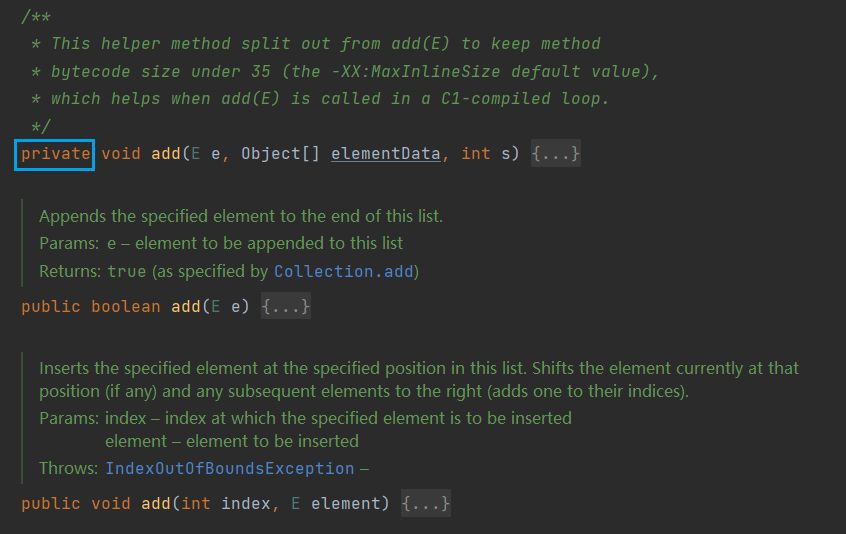 /**
 * This helper method split out from add(E) to keep method
 * bytecode size under 35 (the -XX:MaxInlineSize default value),
 * which helps when add(E) is called in a C1-compiled loop.
 */
private void add(E e, Object[] elementData, int s) {...}
Appends the specified element to the end of this list.
Params: e – element to be appended to this list
Returns: true (as specified by Collection.add)
public boolean add(E e) {...}
Inserts the specified element at the specified position in this list. Shifts the element currently at that
position (if any) and any subsequent elements to the right (adds one to their indices).
Params: index – index at which the specified element is to be inserted
element – element to be inserted
Throws: IndexOutOfBoundsException –
public void add(int index, E element) {...}